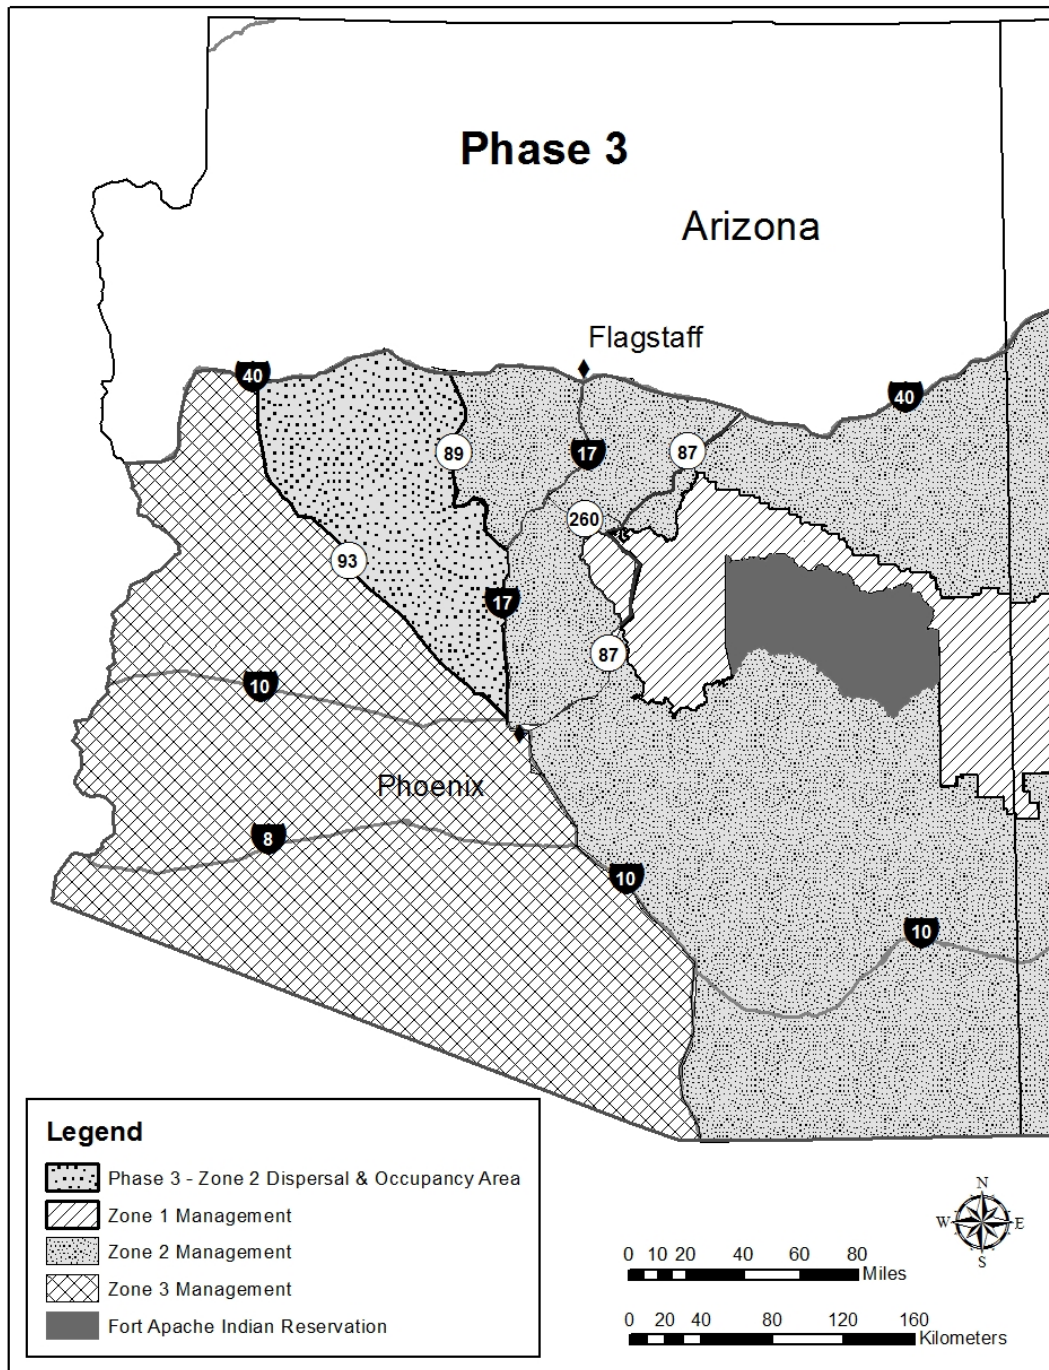 Phase 3
Arizona
Flagstaff
40
40
89
17
87
260
93
17
87
10
Phoenix
8
10
10
Legend
Phase 3 - Zone 2 Dispersal & Occupancy Area
Zone 1 Management
Zone 2 Management
Zone 3 Management
Fort Apache Indian Reservation
N
W E
S
0 10 20 40 60 80
Miles
0 20 40 80 120 160
Kilometers